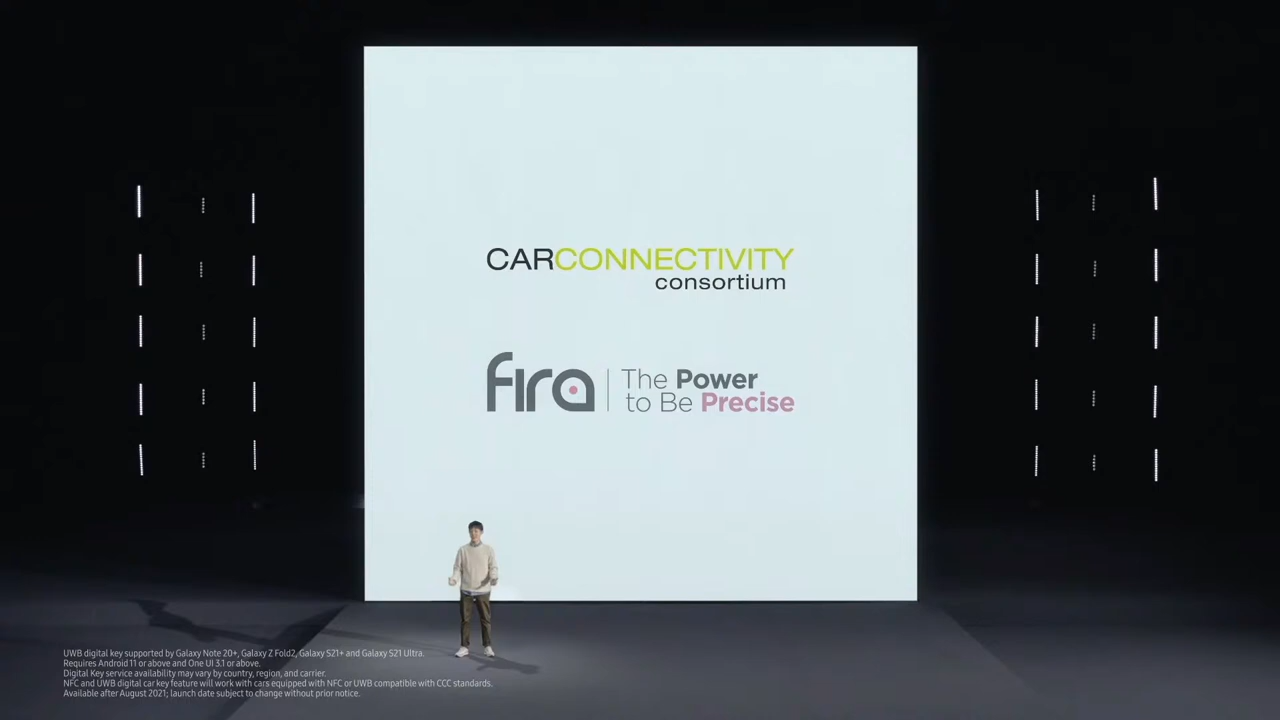 CARCONNECTIVITY
consortium
fira
The Power
to Be Precise
UWB digital key supported by Galaxy Note 20+, Galaxy Z Fold2, Galaxy S21+ and Galaxy S21 Ultra.
Requires Android 11 or above and One UI 3.1 or above.
Digital Key service availability may vary by country, region, and carrier.
NFC and UWB digital car key feature will work with cars equipped with NFC or UWB compatible with CCC standards.
Available after August 2021; launch date subject to change without prior notice.